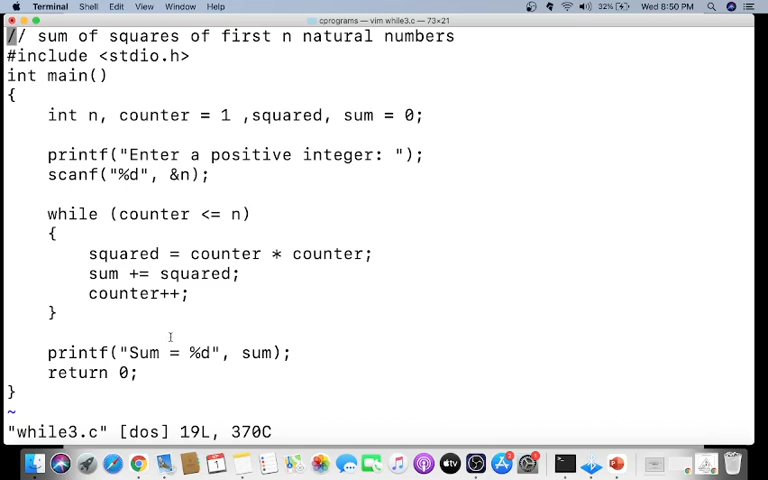 Terminal Shell Edit View Window Help 32% Wed 8:50 PM
cprograms — vim while3.c — 73×21
// sum of squares of first n natural numbers
#include <stdio.h>
int main()
{
    int n, counter = 1 ,squared, sum = 0;
    printf("Enter a positive integer: ");
    scanf("%d", &n);
    while (counter <= n)
    {
        squared = counter * counter;
        sum += squared;
        counter++;
    }
    printf("Sum = %d", sum);
    return 0;
}
~
"while3.c" [dos] 19L, 370C